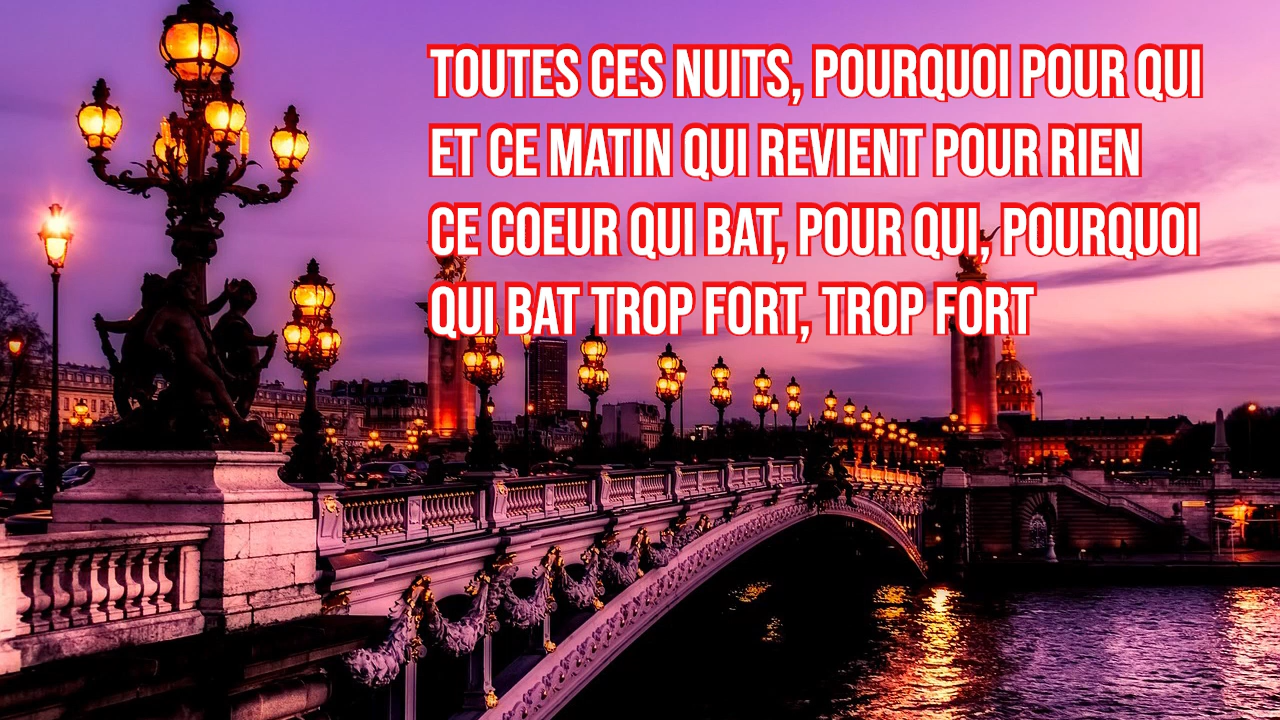 TOUTES CES NUITS, POURQUOI POUR QUI
ET CE MATIN QUI REVIENT POUR RIEN
CE COEUR QUI BAT, POUR QUI, POURQUOI
QUI BAT TROP FORT, TROP FORT